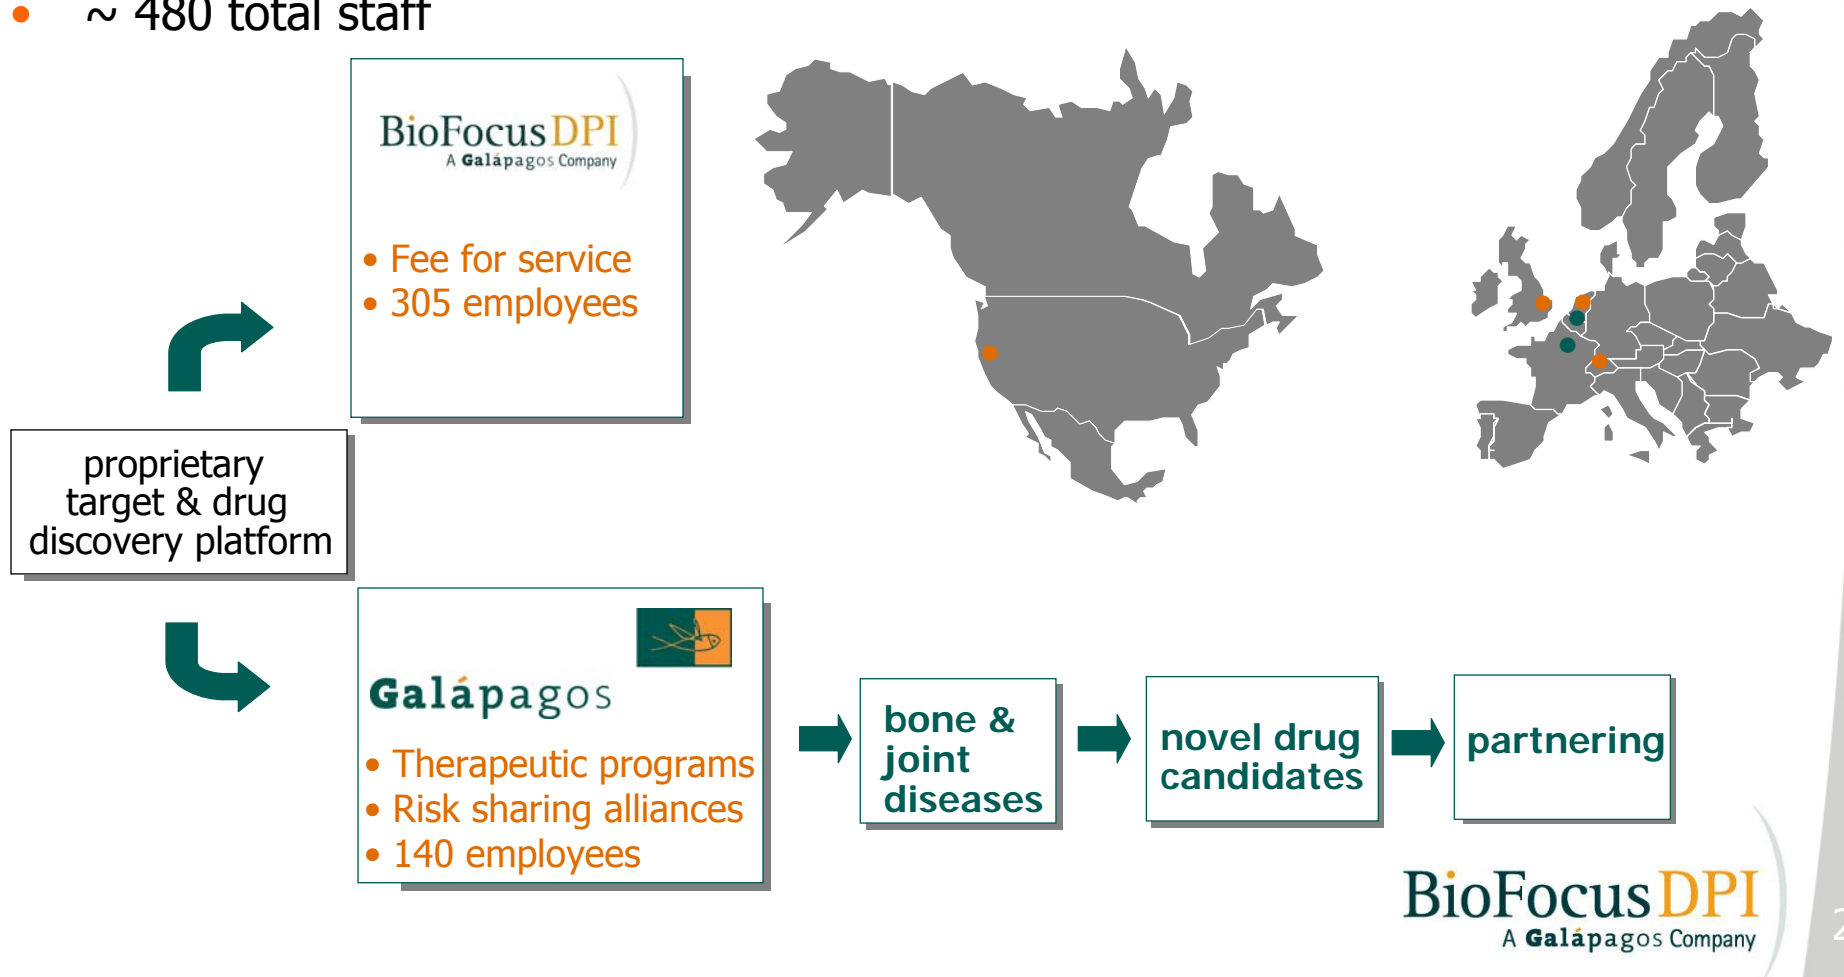 • ~ 480 total staff
BioFocus DPI
A Galápagos Company
• Fee for service
• 305 employees
proprietary
target & drug
discovery platform
Galápagos
• Therapeutic programs
• Risk sharing alliances
• 140 employees
bone &
joint
diseases
novel drug
candidates
partnering
BioFocus DPI
A Galápagos Company
2